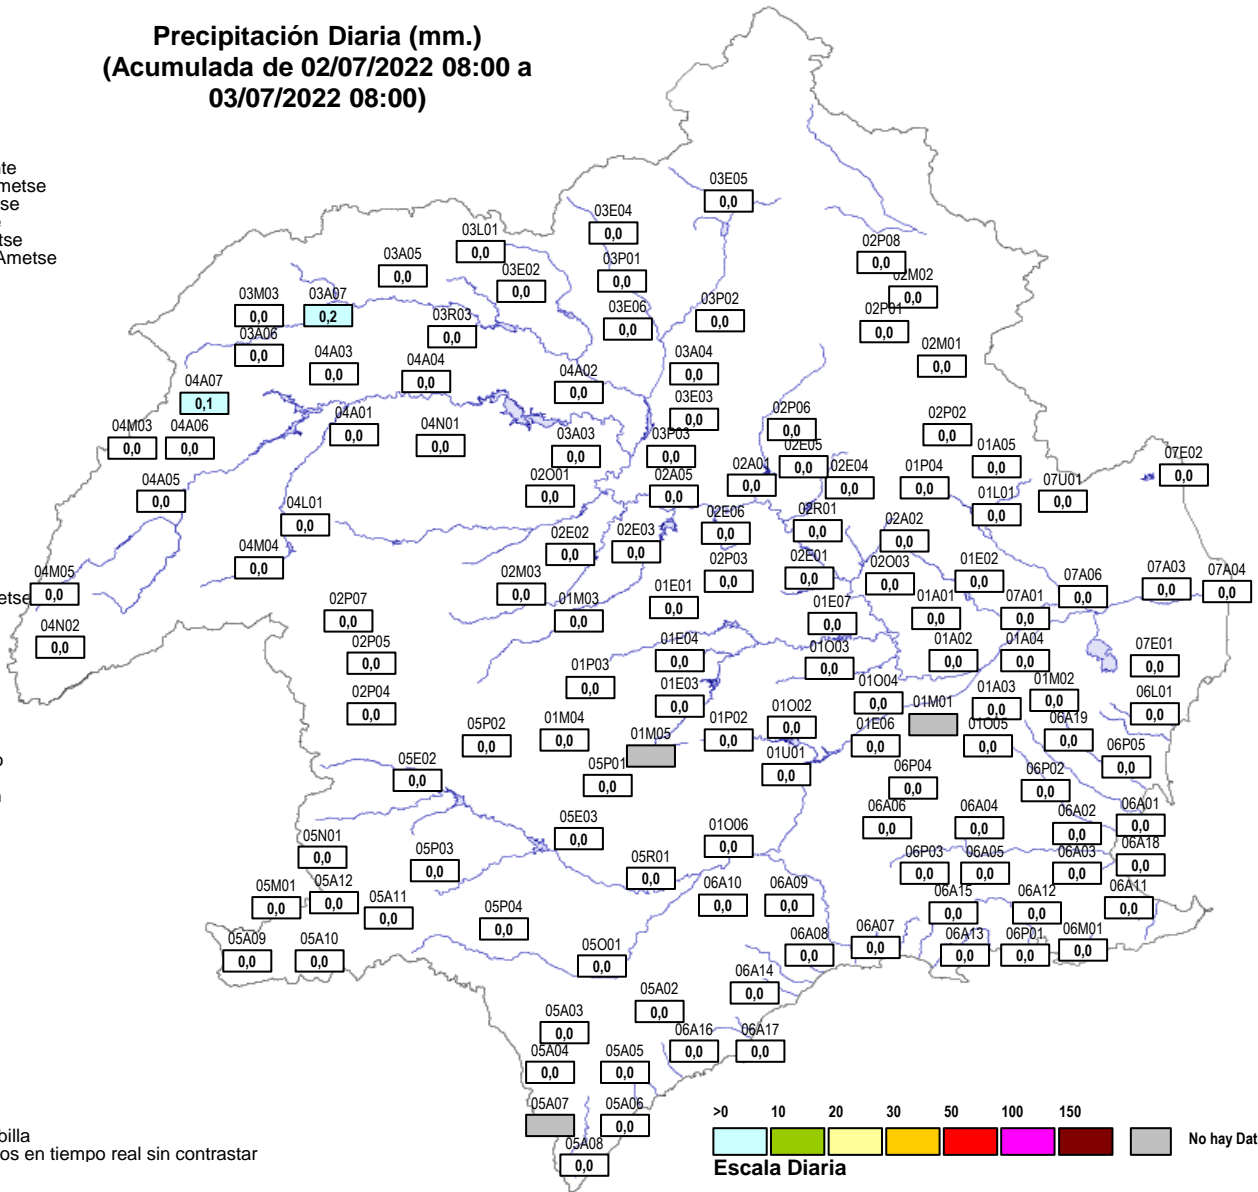 Precipitación Diaria (mm.)
(Acumulada de 02/07/2022 08:00 a
03/07/2022 08:00)
nte
metse
tse
e
tse
Ametse
03E05
0,0
03E04
0,0
03L01
0,0
02P08
0,0
03A05
0,0
03P01
0,0
03E02
0,0
02M02
0,0
03M03
0,0
03A07
0,2
03P02
0,0
03E06
0,0
02P01
0,0
03R03
0,0
03A06
0,0
02M01
0,0
04A03
0,0
04A04
0,0
03A04
0,0
04A02
0,0
04A07
0,1
03E03
0,0
02P06
0,0
02P02
0,0
04A01
0,0
04M03
0,0
04A06
0,0
04N01
0,0
03A03
0,0
03P03
0,0
02E05
0,0
01A05
0,0
07E02
0,0
02A01
0,0
02E04
0,0
01P04
0,0
04A05
0,0
02O01
0,0
02A05
0,0
07U01
0,0
01L01
0,0
04L01
0,0
02R01
0,0
02E06
0,0
02A02
0,0
02E02
0,0
02E03
0,0
04M04
0,0
02P03
0,0
02E01
0,0
02O03
0,0
01E02
0,0
07A03
0,0
07A04
0,0
04M05
0,0
etse
02M03
0,0
07A06
0,0
01E01
0,0
01M03
0,0
02P07
0,0
01E07
0,0
01A01
0,0
07A01
0,0
04N02
0,0
02P05
0,0
01E04
0,0
01O03
0,0
01A02
0,0
01A04
0,0
07E01
0,0
01P03
0,0
01E03
0,0
01O04
0,0
01A03
0,0
01M02
0,0
02P04
0,0
01M01
06L01
0,0
01O02
0,0
05P02
0,0
01M04
0,0
01M05
01P02
0,0
01E06
0,0
01O05
0,0
06A19
0,0
01U01
0,0
06P05
0,0
05E02
0,0
05P01
0,0
06P04
0,0
06P02
0,0
06A06
0,0
06A04
0,0
06A02
0,0
06A01
0,0
05E03
0,0
01O06
0,0
05N01
0,0
05P03
0,0
05R01
0,0
06P03
0,0
06A05
0,0
06A03
0,0
06A18
0,0
05M01
0,0
05A12
0,0
05A11
0,0
06A10
0,0
06A09
0,0
06A15
0,0
06A12
0,0
06A11
0,0
05P04
0,0
05A09
0,0
05A10
0,0
05O01
0,0
06A08
0,0
06A07
0,0
06A13
0,0
06P01
0,0
06M01
0,0
06A14
0,0
05A02
0,0
05A03
0,0
06A16
0,0
06A17
0,0
05A04
0,0
05A05
0,0
05A07
05A06
0,0
05A08
0,0
billa
os en tiempo real sin contrastar
>0 10 20 30 50 100 150
No hay Dat
Escala Diaria